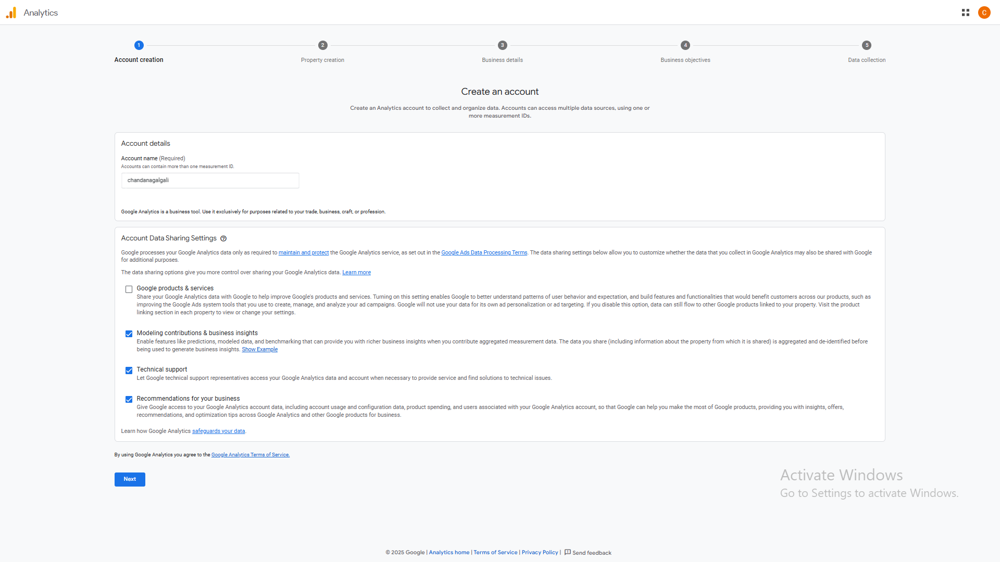 Analytics
C
1
2
3
4
5
Account creation
Property creation
Business details
Business objectives
Data collection
Create an account
Create an Analytics account to collect and organize data. Accounts can access multiple data sources, using one or
more measurement IDs.
Account details
Account name (Required)
Accounts can contain more than one measurement ID.
chandanagalgali
Google Analytics is a business tool. Use it exclusively for purposes related to your trade, business, craft, or profession.
Account Data Sharing Settings
Google processes your Google Analytics data only as required to maintain and protect the Google Analytics service, as set out in the Google Ads Data Processing Terms. The data sharing settings below allow you to customize whether the data that you collect in Google Analytics may also be shared with Google
for additional purposes.
The data sharing options give you more control over sharing your Google Analytics data. Learn more
Google products & services
Share your Google Analytics data with Google to help improve Google's products and services. Turning on this setting enables Google to better understand patterns of user behavior and expectation, and build features and functionalities that would benefit customers across our products, such as
improving the Google Ads system tools that you use to create, manage, and analyze your ad campaigns. Google will not use your data for its own ad personalization or ad targeting. If you disable this option, data can still flow to other Google products linked to your property. Visit the product
linking section in each property to view or change your settings.
Modeling contributions & business insights
Enable features like predictions, modeled data, and benchmarking that can provide you with richer business insights when you contribute aggregated measurement data. The data you share (including information about the property from which it is shared) is aggregated and de-identified before
being used to generate business insights. Show Example
Technical support
Let Google technical support representatives access your Google Analytics data and account when necessary to provide service and find solutions to technical issues.
Recommendations for your business
Give Google access to your Google Analytics account data, including account usage and configuration data, product spending, and users associated with your Google Analytics account, so that Google can help you make the most of Google products, providing you with insights, offers,
recommendations, and optimization tips across Google Analytics and other Google products for business.
Learn how Google Analytics safeguards your data.
By using Google Analytics you agree to the Google Analytics Terms of Service.
Next
Activate Windows
Go to Settings to activate Windows.
© 2025 Google | Analytics home | Terms of Service | Privacy Policy | Send feedback